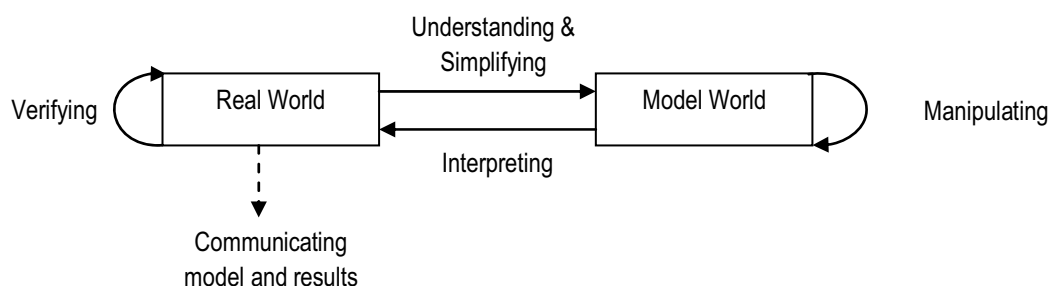 Understanding &
Simplifying
Verifying
Real World
Model World
Manipulating
Interpreting
Communicating
model and results